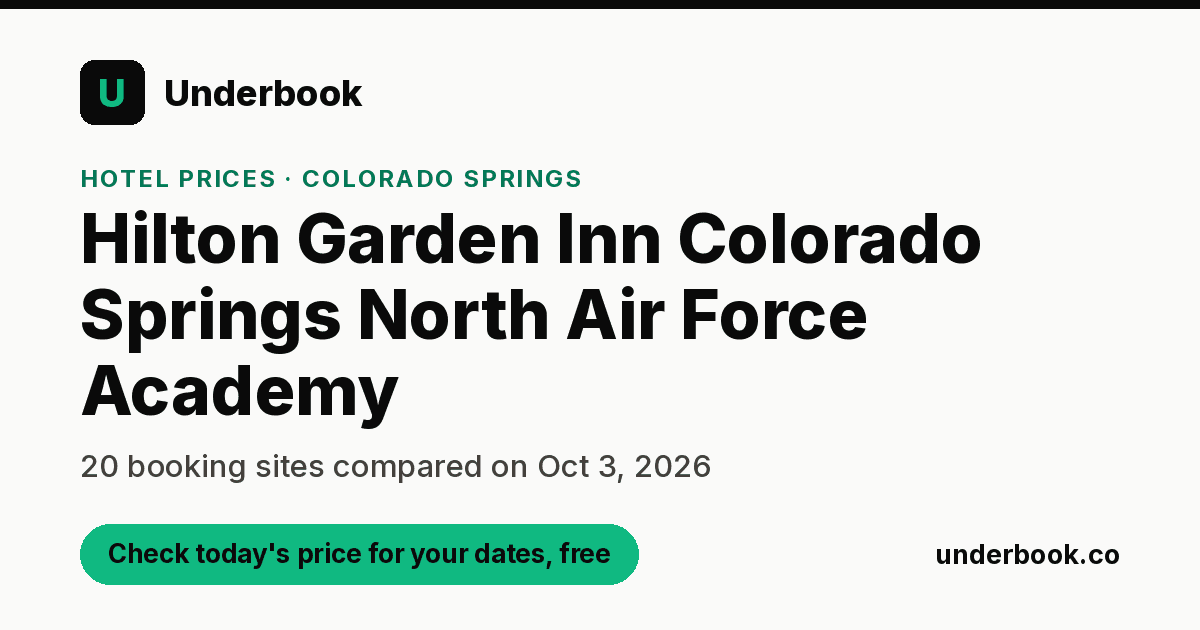 U Underbook
HOTEL PRICES · COLORADO SPRINGS
Hilton Garden Inn Colorado
Springs North Air Force
Academy
20 booking sites compared on Oct 3, 2026
Check today's price for your dates, free
underbook.co